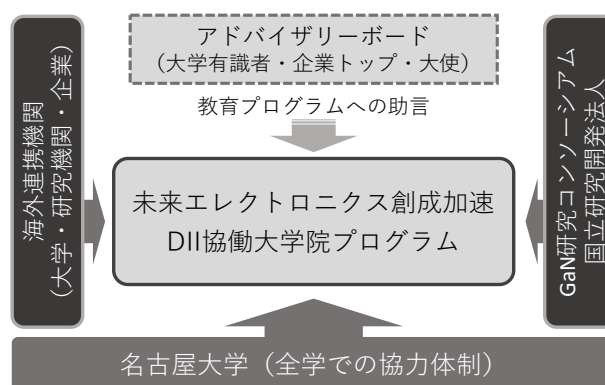 アドバイザリーボード
（大学有識者・企業トップ・大使）
教育プログラムへの助言
海外連携機関
（大学・研究機関・企業）
未来エレクトロニクス創成加速
DII協働大学院プログラム
GaN研究コンソーシアム
国立研究開発法人
名古屋大学（全学での協力体制）